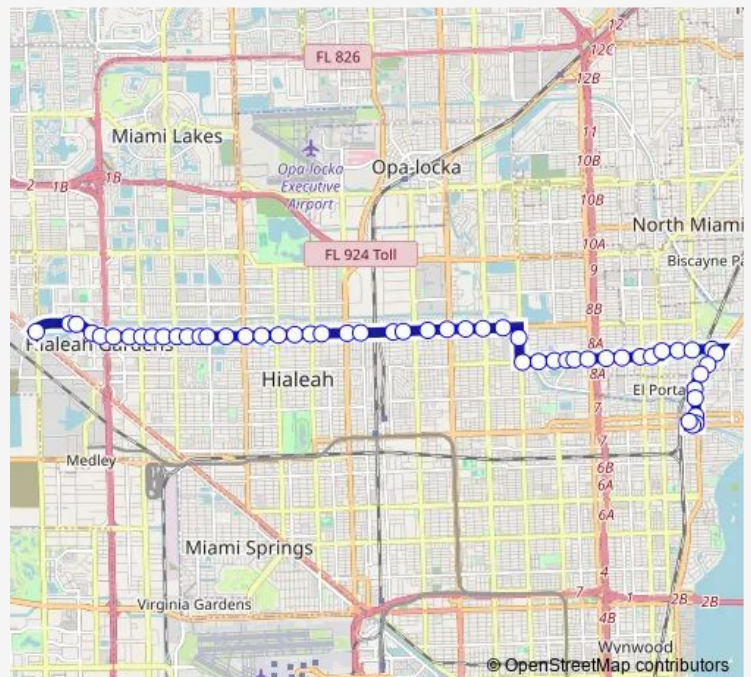 12
FL 826
12C
12B
Miami Lakes
11
Opa-locka
Executive
Airport
Opa-locka
10B
2
1B
1B
10B
North Miami
10A
FL 924 Toll
9
Biscayne Pa
8B
Hialeah Gardens
8A
8A
Hialeah
El Porta
7
7
Medley
6B
6A
6A
Miami Springs
4
7
1
2B
2B
Virginia Gardens
4B
Wynwood
© OpenStreetMap contributors